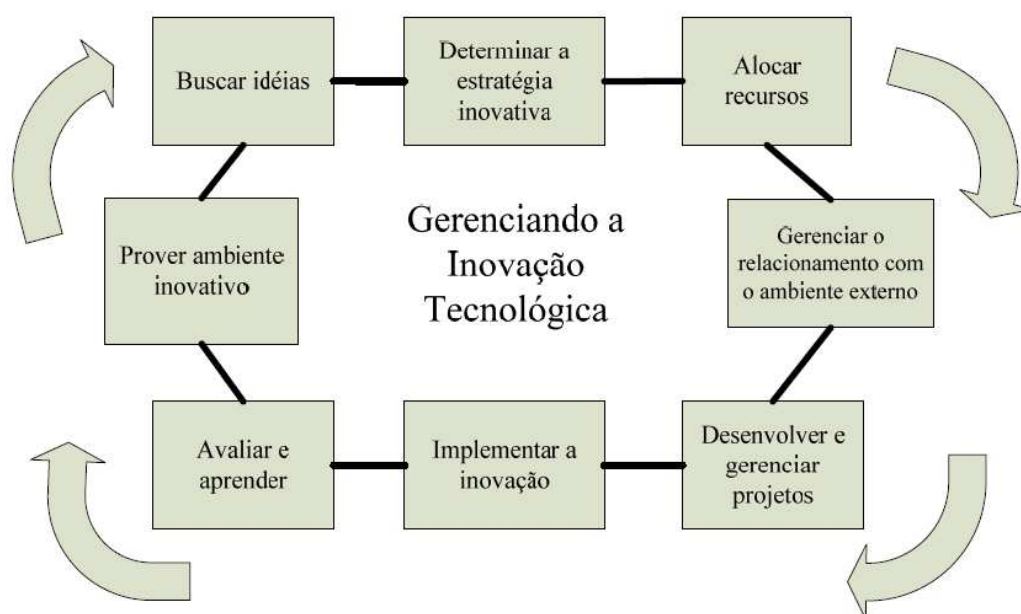 Buscar idéias
Determinar a
estratégia
inovativa
Alocar
recursos
Prover ambiente
inovativo
Gerenciando a
Inovação
Tecnológica
Gerenciar o
relacionamento com
o ambiente externo
Avaliar e
aprender
Implementar a
inovação
Desenvolver e
gerenciar
projetos